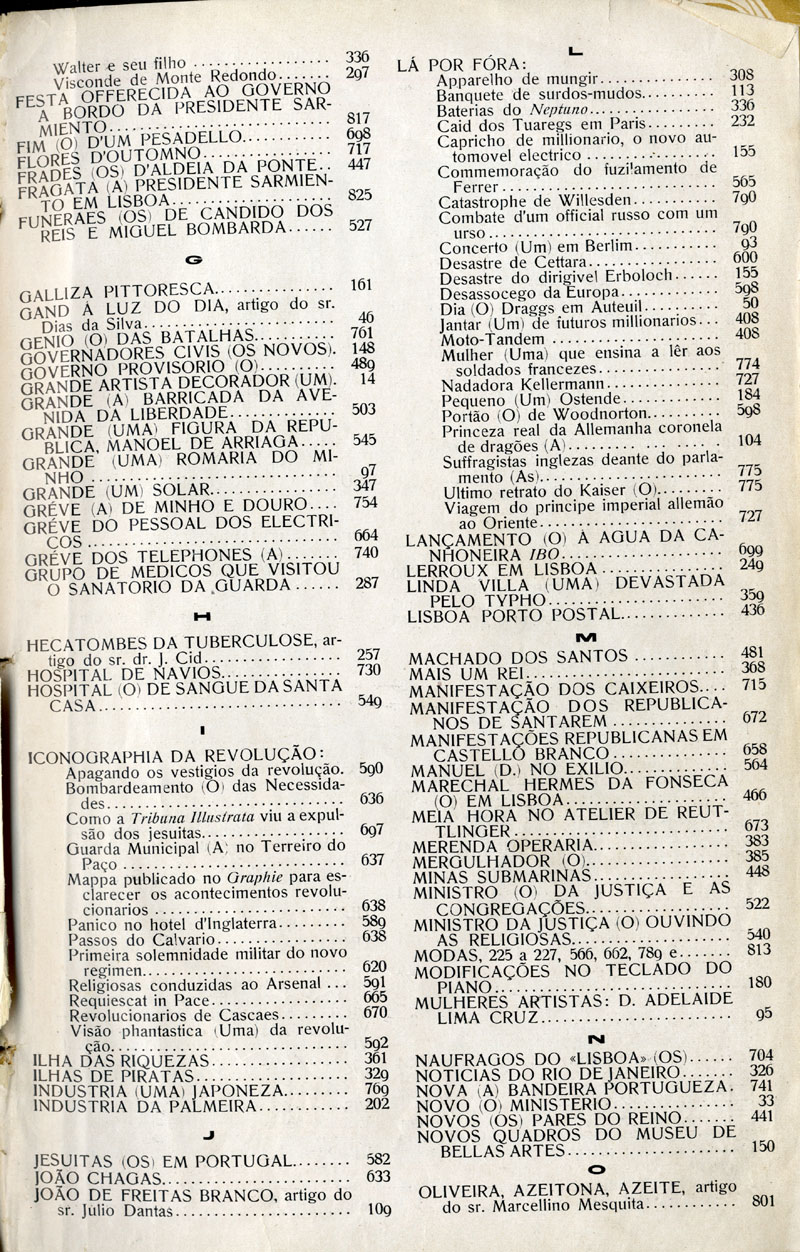 Walter e seu filho .................. 336
Visconde de Monte Redondo....... 297
FESTA OFFERECIDA AO GOVERNO
A BORDO DA PRESIDENTE SAR-
MIENTO............................ 817
FIM (O) D'UM PESADELLO........... 698
FLORES D'OUTOMNO................. 717
FRADES (OS) D'ALDEIA DA PONTE.. 447
FRAGATA (A) PRESIDENTE SARMIEN-
TO EM LISBOA..................... 825
FUNERAES (OS) DE CANDIDO DOS
REIS E MIGUEL BOMBARDA...... 527
G
GALLIZA PITTORESCA............... 161
GAND Á LUZ DO DIA, artigo do sr.
Dias da Silva...................... 46
GENIO (O) DAS BATALHAS.......... 761
GOVERNADORES CIVIS (OS NOVOS). 148
GOVERNO PROVISORIO (O).......... 489
GRANDE ARTISTA DECORADOR (UM). 14
GRANDE (A) BARRICADA DA AVE-
NIDA DA LIBERDADE............. 503
GRANDE (UMA) FIGURA DA REPU-
BLICA, MANOEL DE ARRIAGA..... 545
GRANDE (UMA) ROMARIA DO MI-
NHO .............................. 97
GRANDE (UM) SOLAR................ 347
GRÉVE (A) DE MINHO E DOURO.... 754
GRÉVE DO PESSOAL DOS ELECTRI-
COS ............................... 664
GRÉVE DOS TELEPHONES (A)....... 740
GRUPO DE MEDICOS QUE VISITOU
O SANATORIO DA GUARDA ...... 287
H
HECATOMBES DA TUBERCULOSE, ar-
tigo do sr. dr. J. Cid................. 257
HOSPITAL DE NAVIOS............... 730
HOSPITAL (O) DE SANGUE DA SANTA
CASA............................... 549
I
ICONOGRAPHIA DA REVOLUÇÃO:
Apagando os vestigios da revolução. 590
Bombardeamento (O) das Necessida-
des................................ 636
Como a Tribuna Illustrata viu a expul-
são dos jesuitas.................... 697
Guarda Municipal (A) no Terreiro do
Paço .............................. 637
Mappa publicado no Graphic para es-
clarecer os acontecimentos revolu-
cionarios .......................... 638
Panico no hotel d'Inglaterra......... 589
Passos do Calvario.................. 638
Primeira solemnidade militar do novo
regimen............................ 620
Religiosas conduzidas ao Arsenal ... 591
Requiescat in Pace.................. 665
Revolucionarios de Cascaes......... 670
Visão phantastica (Uma) da revolu-
ção................................ 592
ILHA DAS RIQUEZAS................ 361
ILHAS DE PIRATAS.................. 329
INDUSTRIA (UMA) JAPONEZA........ 769
INDUSTRIA DA PALMEIRA............ 202
J
JESUITAS (OS) EM PORTUGAL........ 582
JOÃO CHAGAS....................... 633
JOÃO DE FREITAS BRANCO, artigo do
sr. Julio Dantas...................... 109
L
LÁ POR FÓRA:
Apparelho de mungir............... 308
Banquete de surdos-mudos.......... 113
Baterias do Neptuno................ 336
Caid dos Tuaregs em Paris......... 232
Capricho de millionario, o novo au-
tomovel electrico .................. 155
Commemoração do fuzilamento de
Ferrer ............................. 565
Catastrophe de Willesden........... 790
Combate d'um official russo com um
urso............................... 790
Concerto (Um) em Berlim........... 93
Desastre de Cettara................. 600
Desastre do dirigivel Erboloch...... 155
Desassocego da Europa............. 598
Dia (O) Draggs em Auteuil.......... 50
Jantar (Um) de futuros millionarios... 408
Moto-Tandem ...................... 408
Mulher (Uma) que ensina a lêr aos
soldados francezes................. 774
Nadadora Kellermann............... 727
Pequeno (Um) Ostende............. 184
Portão (O) de Woodnorton.......... 598
Princeza real da Allemanha coronela
de dragões (A)..................... 104
Suffragistas inglezas deante do parla-
mento (As)......................... 775
Ultimo retrato do Kaiser (O)......... 775
Viagem do principe imperial allemão
ao Oriente......................... 727
LANÇAMENTO (O) Á AGUA DA CA-
NHONEIRA IBO..................... 699
LERROUX EM LISBOA............... 249
LINDA VILLA (UMA) DEVASTADA
PELO TYPHO....................... 359
LISBOA PORTO POSTAL............. 436
M
MACHADO DOS SANTOS ............ 481
MAIS UM REI....................... 368
MANIFESTAÇÃO DOS CAIXEIROS.... 715
MANIFESTAÇÃO DOS REPUBLICA-
NOS DE SANTAREM .............. 672
MANIFESTAÇÕES REPUBLICANAS EM
CASTELLO BRANCO............... 658
MANUEL (D.) NO EXILIO............. 564
MARECHAL HERMES DA FONSECA
(O) EM LISBOA..................... 466
MEIA HORA NO ATELIER DE REUT-
TLINGER........................... 673
MERENDA OPERARIA................ 383
MERGULHADOR (O).................. 385
MINAS SUBMARINAS................. 448
MINISTRO (O) DA JUSTIÇA E AS
CONGREGAÇÕES................... 522
MINISTRO DA JUSTIÇA (O) OUVINDO
AS RELIGIOSAS.................... 540
MODAS, 225 a 227, 566, 662, 789 e....... 813
MODIFICAÇÕES NO TECLADO DO
PIANO.............................. 180
MULHERES ARTISTAS: D. ADELAIDE
LIMA CRUZ......................... 95
N
NAUFRAGOS DO «LISBOA» (OS)...... 704
NOTICIAS DO RIO DE JANEIRO....... 326
NOVA (A) BANDEIRA PORTUGUEZA. 741
NOVO (O) MINISTERIO............... 33
NOVOS (OS) PARES DO REINO....... 441
NOVOS QUADROS DO MUSEU DE
BELLAS ARTES..................... 150
O
OLIVEIRA, AZEITONA, AZEITE, artigo
do sr. Marcellino Mesquita............ 801